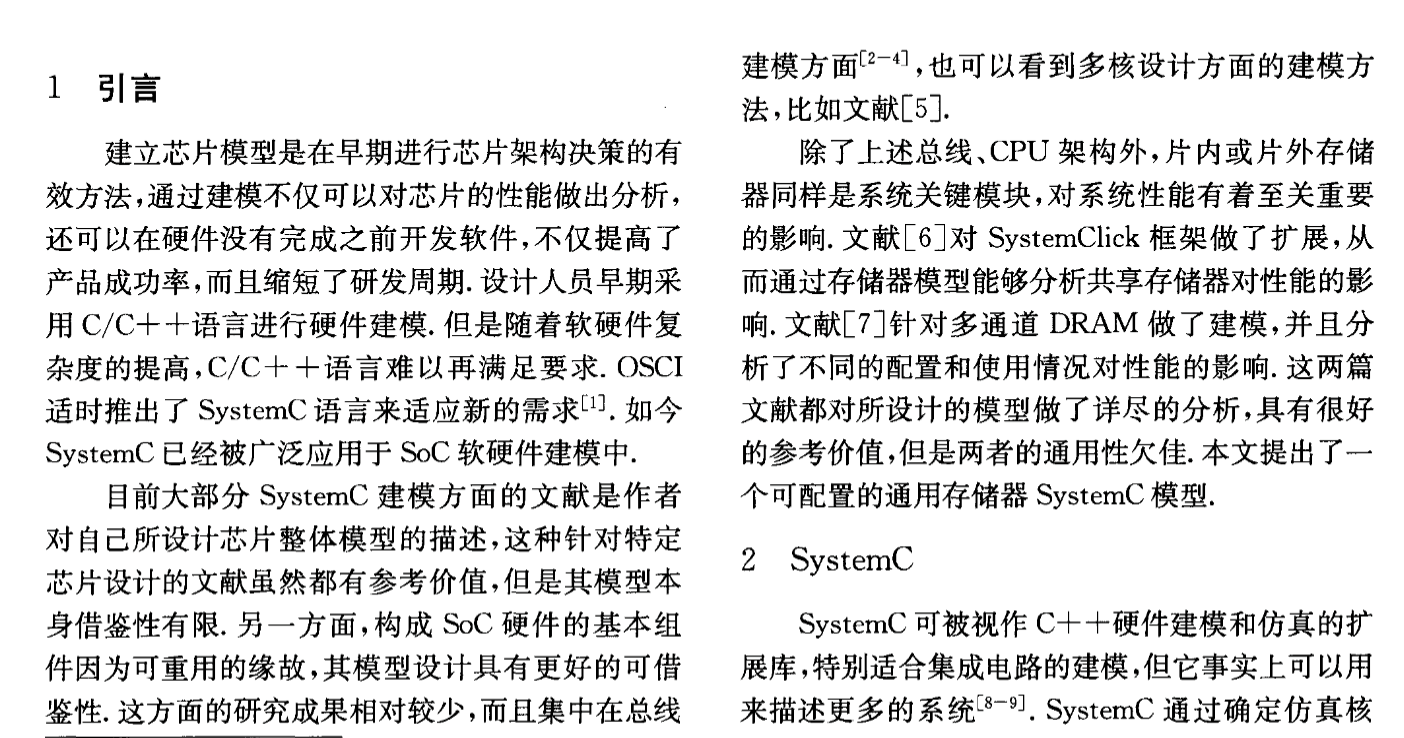 1 引言
建立芯片模型是在早期进行芯片架构决策的有
效方法,通过建模不仅可以对芯片的性能做出分析,
还可以在硬件没有完成之前开发软件,不仅提高了
产品成功率,而且缩短了研发周期. 设计人员早期采
用 C/C++语言进行硬件建模. 但是随着软硬件复
杂度的提高,C/C++语言难以再满足要求. OSCI
适时推出了 SystemC 语言来适应新的需求[1]. 如今
SystemC 已经被广泛应用于 SoC 软硬件建模中.
目前大部分 SystemC 建模方面的文献是作者
对自己所设计芯片整体模型的描述,这种针对特定
芯片设计的文献虽然都有参考价值,但是其模型本
身借鉴性有限. 另一方面,构成 SoC 硬件的基本组
件因为可重用的缘故,其模型设计具有更好的可借
鉴性. 这方面的研究成果相对较少,而且集中在总线
建模方面[2-4],也可以看到多核设计方面的建模方
法,比如文献[5].
除了上述总线、CPU 架构外,片内或片外存储
器同样是系统关键模块,对系统性能有着至关重要
的影响. 文献[6]对 SystemClick 框架做了扩展,从
而通过存储器模型能够分析共享存储器对性能的影
响. 文献[7]针对多通道 DRAM 做了建模,并且分
析了不同的配置和使用情况对性能的影响. 这两篇
文献都对所设计的模型做了详尽的分析,具有很好
的参考价值,但是两者的通用性欠佳. 本文提出了一
个可配置的通用存储器 SystemC 模型.
2 SystemC
SystemC 可被视作 C++硬件建模和仿真的扩
展库,特别适合集成电路的建模,但它事实上可以用
来描述更多的系统[8-9]. SystemC 通过确定仿真核